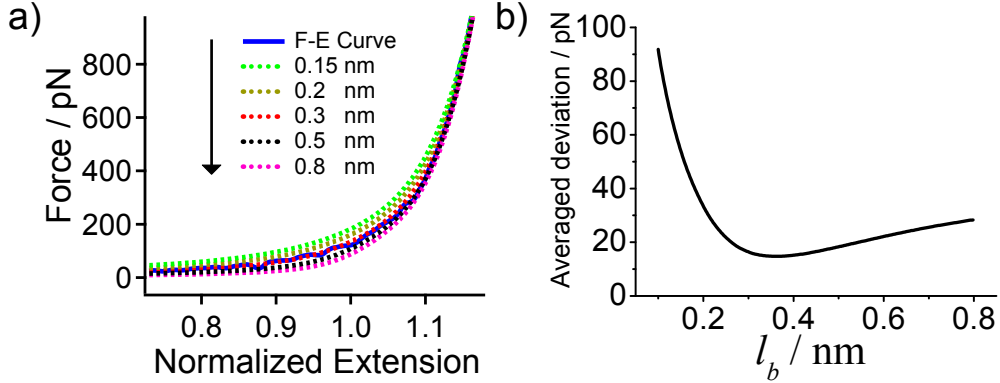 a)
Force / pN
800
600
400
200
0
F-E Curve
0.15 nm
0.2 nm
0.3 nm
0.5 nm
0.8 nm
0.8 0.9 1.0 1.1
Normalized Extension
b)
Averaged deviation / pN
100
80
60
40
20
0
0.2 0.4 0.6 0.8
l_b / nm